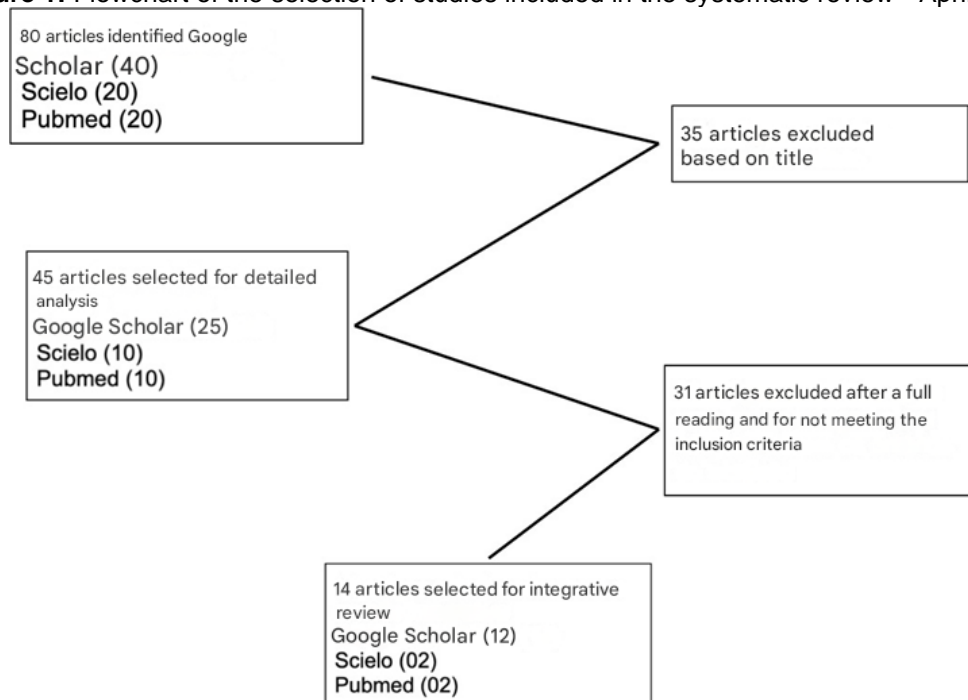 Flowchart of the selection of studies included in the systematic review
80 articles identified Google
Scholar (40)
Scielo (20)
Pubmed (20)
35 articles excluded
based on title
45 articles selected for detailed
analysis
Google Scholar (25)
Scielo (10)
Pubmed (10)
31 articles excluded after a full
reading and for not meeting the
inclusion criteria
14 articles selected for integrative
review
Google Scholar (12)
Scielo (02)
Pubmed (02)